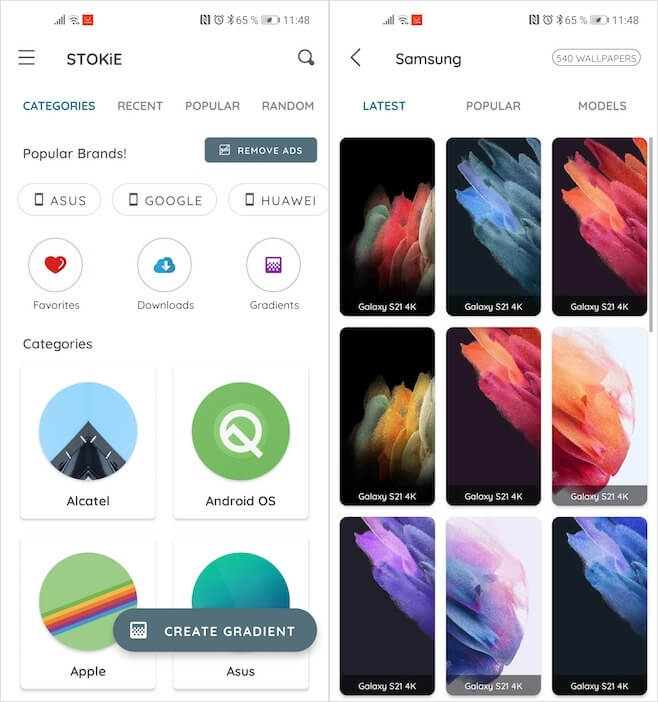 65 % 11:48
STOKiE
CATEGORIES RECENT POPULAR RANDOM
Popular Brands!
REMOVE ADS
ASUS GOOGLE HUAWEI
Favorites Downloads Gradients
Categories
Alcatel Android OS
CREATE GRADIENT
Apple Asus
65 % 11:48
Samsung
540 WALLPAPERS
LATEST POPULAR MODELS
Galaxy S21 4K Galaxy S21 4K Galaxy S21 4K
Galaxy S21 4K Galaxy S21 4K Galaxy S21 4K
Galaxy S21 4K Galaxy S21 4K Galaxy S21 4K